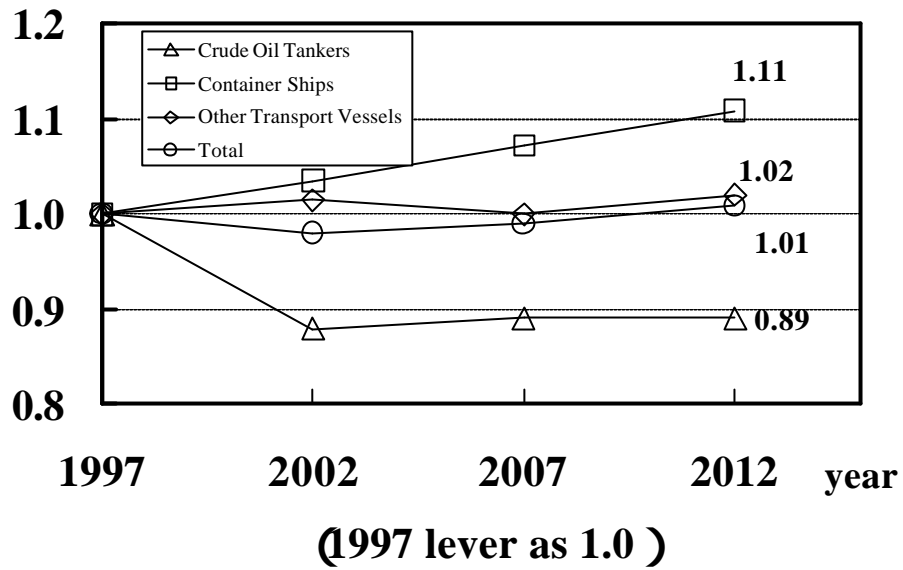 1.2
Crude Oil Tankers
Container Ships
Other Transport Vessels
Total
1.11
1.1
1.02
1.0
1.01
0.9
0.89
0.8
1997 2002 2007 2012 year
(1997 lever as 1.0 )